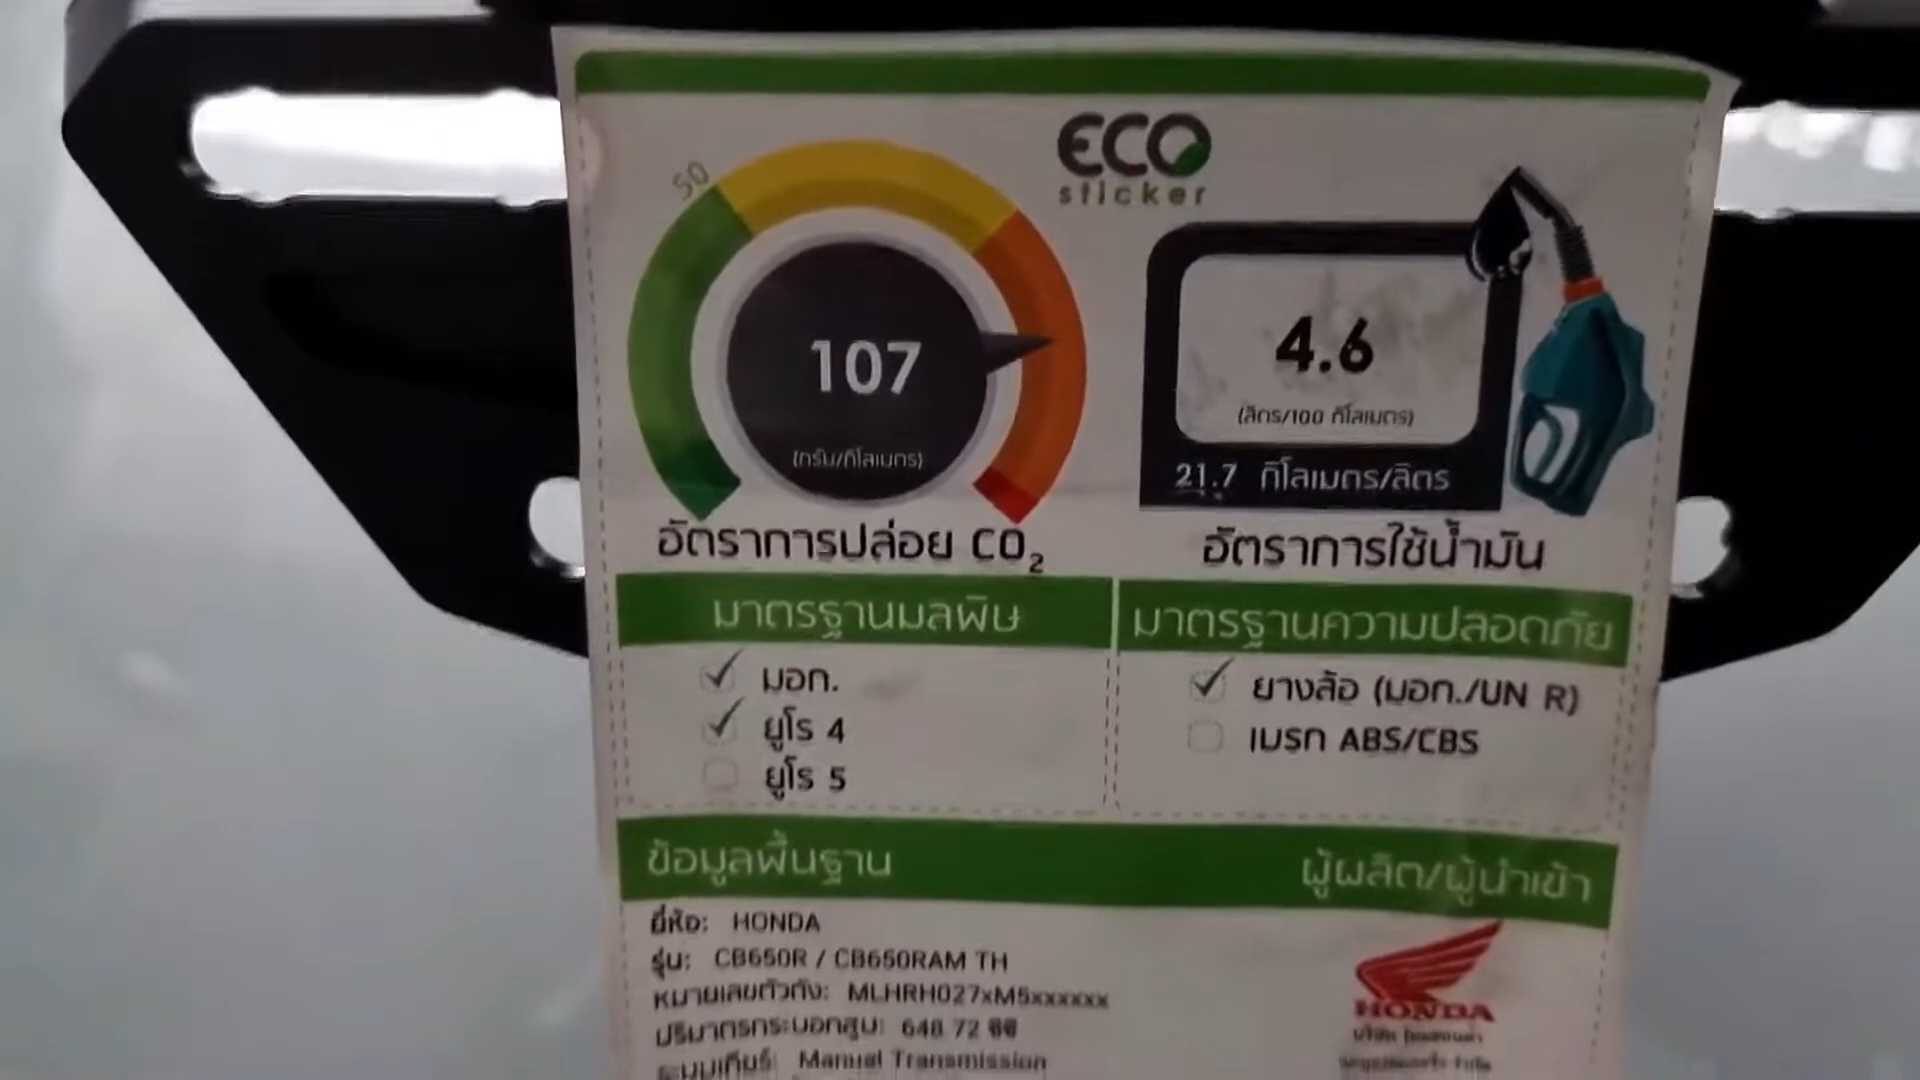 ECO
sticker
50
107
(กรัม/กิโลเมตร)
อัตราการปล่อย CO₂
4.6
(ลิตร/100 กิโลเมตร)
21.7 กิโลเมตร/ลิตร
อัตราการใช้น้ำมัน
มาตรฐานมลพิษ
มอก.
ยูโร 4
ยูโร 5
มาตรฐานความปลอดภัย
ยางล้อ (มอก./UN R)
เบรก ABS/CBS
ข้อมูลพื้นฐาน
ยี่ห้อ: HONDA
รุ่น: CB650R / CB650RAM TH
หมายเลขตัวถัง: MLHRH027xM5xxxxxx
ปริมาตรกระบอกสูบ: 648.72 ซีซี
ระบบเกียร์: Manual Transmission
ผู้ผลิต/ผู้นำเข้า
HONDA